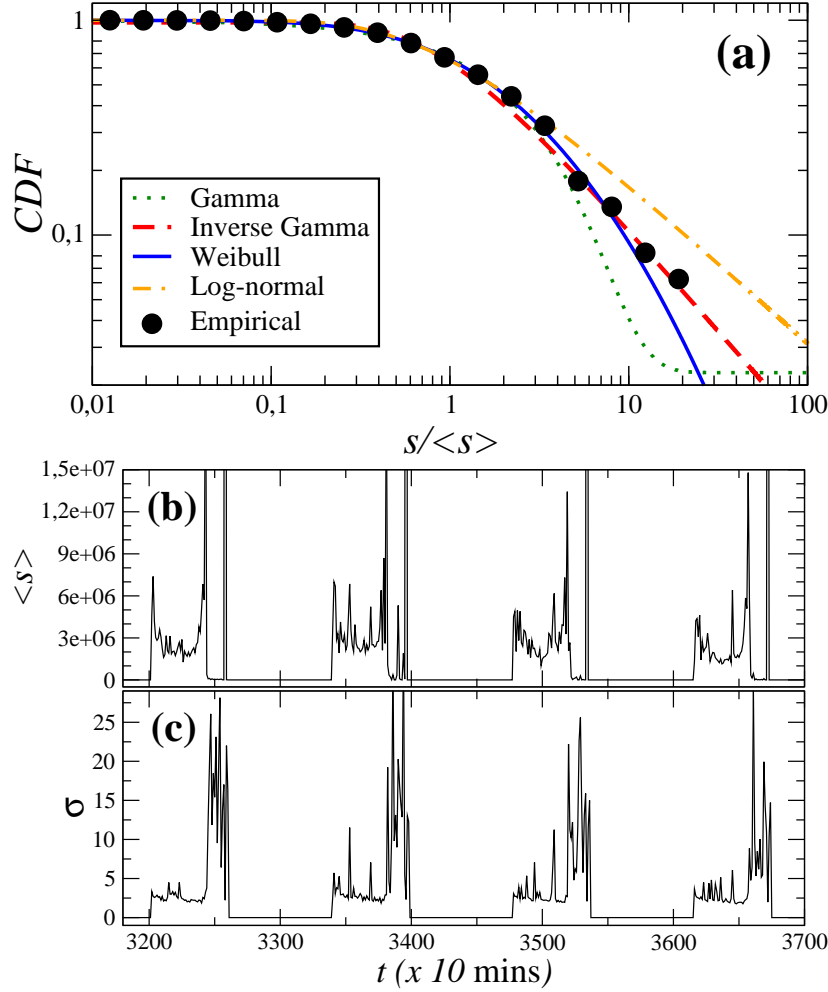 1
(a)
CDF
0,1
Gamma
Inverse Gamma
Weibull
Log-normal
Empirical
0,01 0,1 1 10 100
s/<s>
1,5e+07
1,2e+07
9e+06
6e+06
3e+06
0
<s>
(b)
25
20
15
10
5
0
σ
(c)
3200 3300 3400 3500 3600 3700
t (x 10 mins)